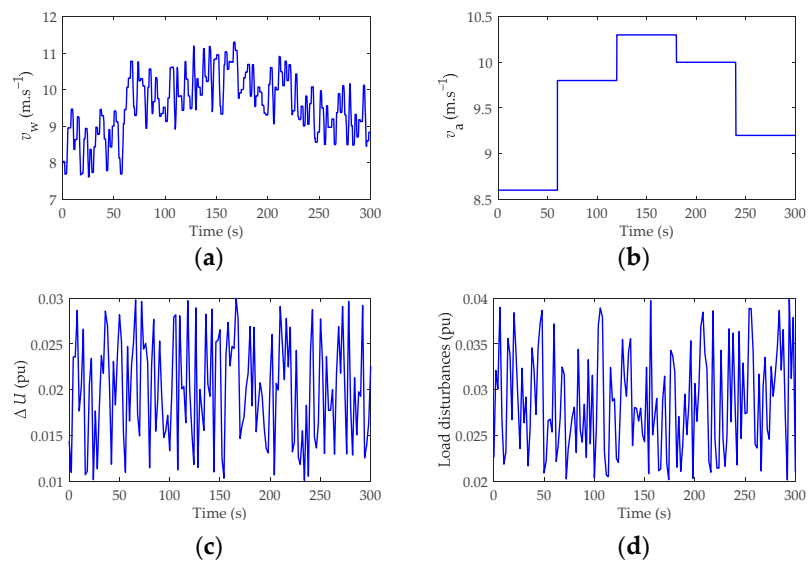 12
11
10
9
8
7
v_w (m.s⁻¹)
0 50 100 150 200 250 300
Time (s)
(a)
10.5
10
9.5
9
8.5
v_a (m.s⁻¹)
0 50 100 150 200 250 300
Time (s)
(b)
0.03
0.025
0.02
0.015
0.01
Δ U (pu)
0 50 100 150 200 250 300
Time (s)
(c)
0.04
0.035
0.03
0.025
0.02
Load disturbances (pu)
0 50 100 150 200 250 300
Time (s)
(d)